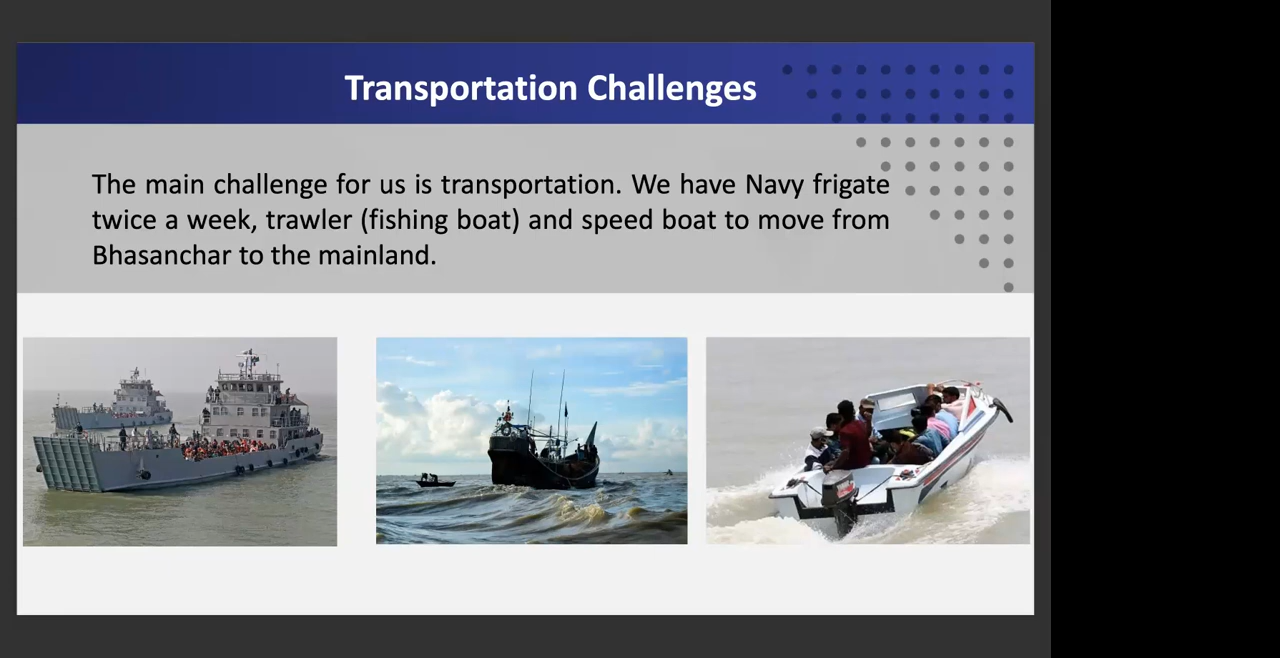 Transportation Challenges
The main challenge for us is transportation. We have Navy frigate
twice a week, trawler (fishing boat) and speed boat to move from
Bhasanchar to the mainland.